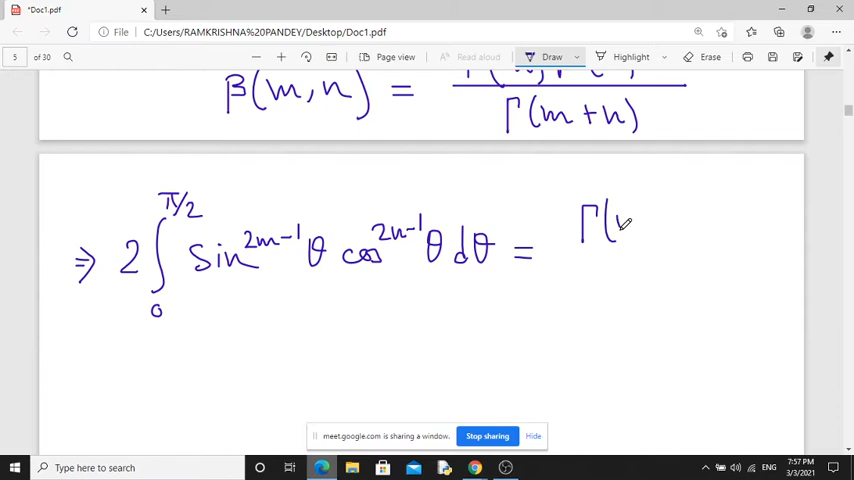 *Doc1.pdf
File C:/Users/RAMKRISHNA%20PANDEY/Desktop/Doc1.pdf
5 of 30 Page view Read aloud Draw Highlight Erase
β(m,n) =
Γ(m+n)
⇒ 2 ∫₀^{π/2} sin^{2m-1}θ cos^{2n-1}θ dθ = Γ(
meet.google.com is sharing a window. Stop sharing Hide
Type here to search
ENG
7:57 PM
3/3/2021